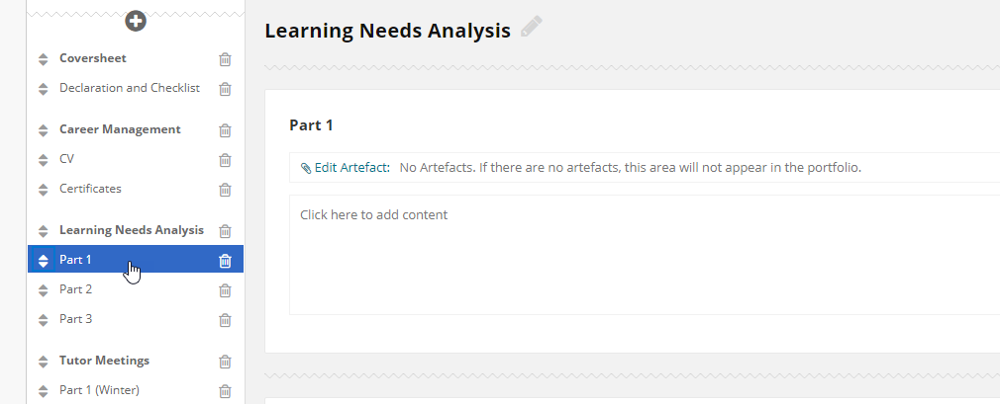 Coversheet
Declaration and Checklist
Career Management
CV
Certificates
Learning Needs Analysis
Part 1
Part 2
Part 3
Tutor Meetings
Part 1 (Winter)
Learning Needs Analysis
Part 1
Edit Artefact: No Artefacts. If there are no artefacts, this area will not appear in the portfolio.
Click here to add content